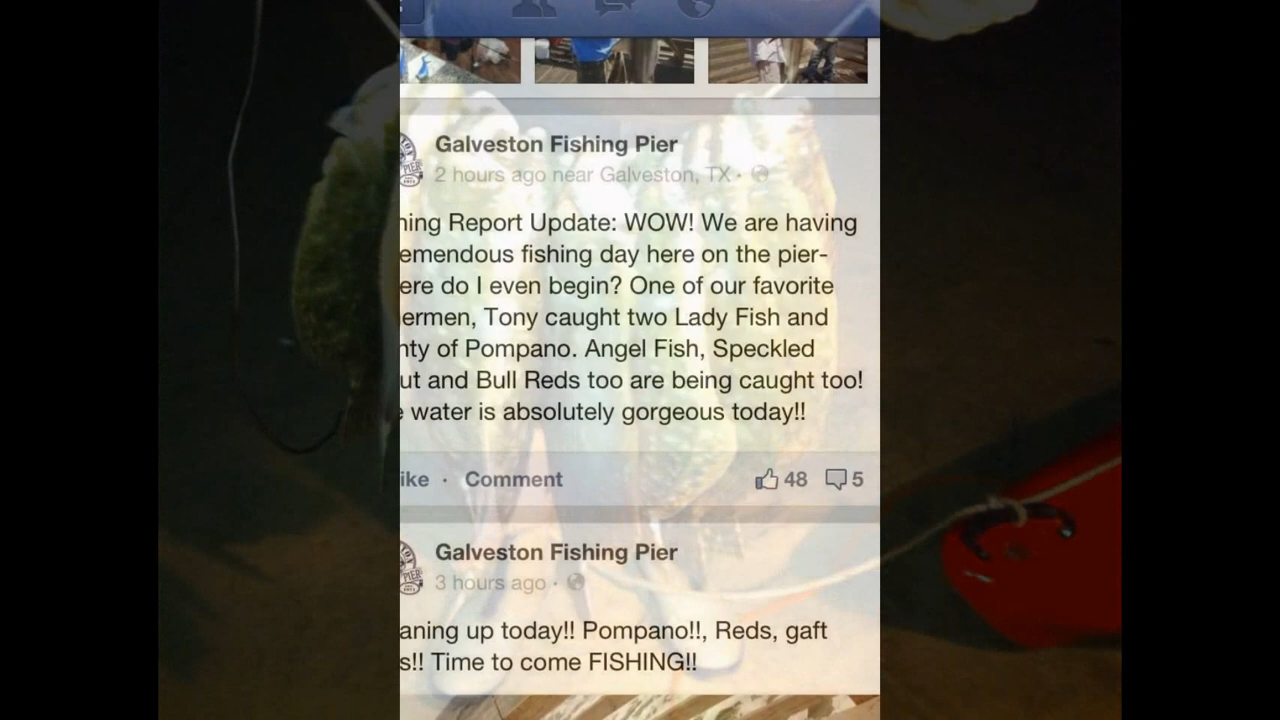 Galveston Fishing Pier
2 hours ago near Galveston, TX ·
ning Report Update: WOW! We are having
emendous fishing day here on the pier-
ere do I even begin? One of our favorite
ermen, Tony caught two Lady Fish and
nty of Pompano. Angel Fish, Speckled
ut and Bull Reds too are being caught too!
e water is absolutely gorgeous today!!
ike · Comment 48 5
Galveston Fishing Pier
3 hours ago ·
aning up today!! Pompano!!, Reds, gaft
s!! Time to come FISHING!!